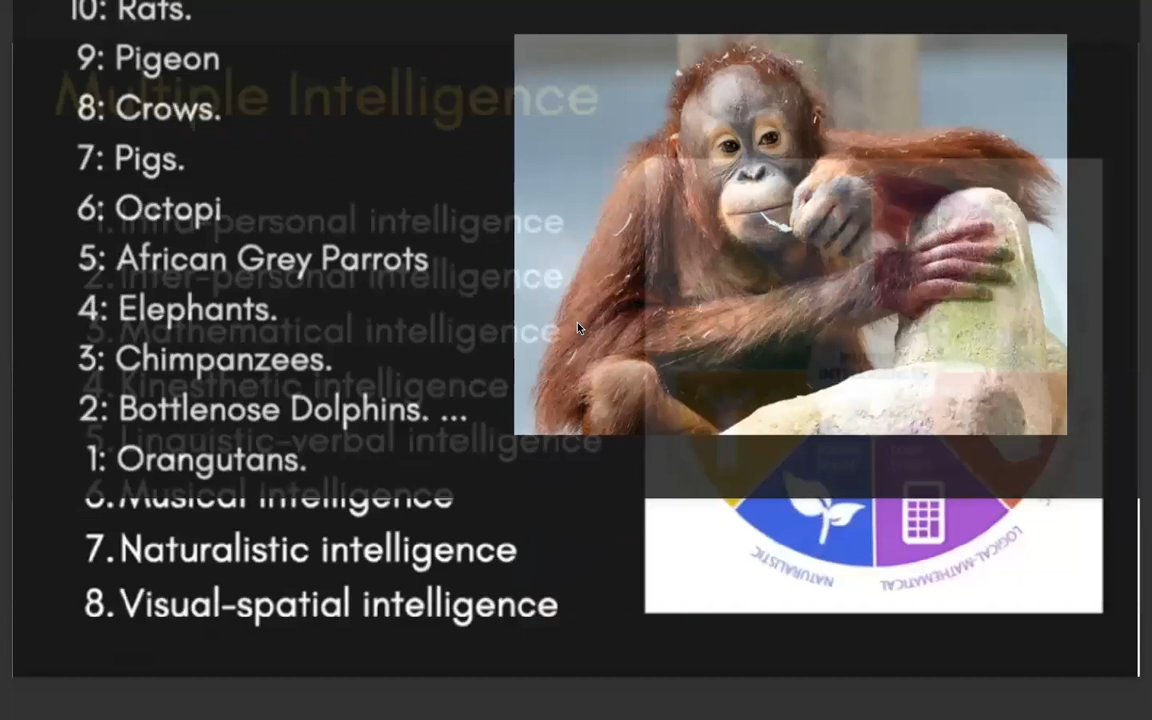 10: Rats.
9: Pigeon
Multiple Intelligence
8: Crows.
7: Pigs.
6: Octopi
1. Intra-personal intelligence
5: African Grey Parrots
2. Inter-personal intelligence
4: Elephants.
3. Mathematical intelligence
3: Chimpanzees.
4. Kinesthetic intelligence
2: Bottlenose Dolphins. ...
5. Linguistic-verbal intelligence
1: Orangutans.
6. Musical intelligence
7. Naturalistic intelligence
8. Visual-spatial intelligence
NATURALISTIC
LOGICAL-MATHEMATICAL